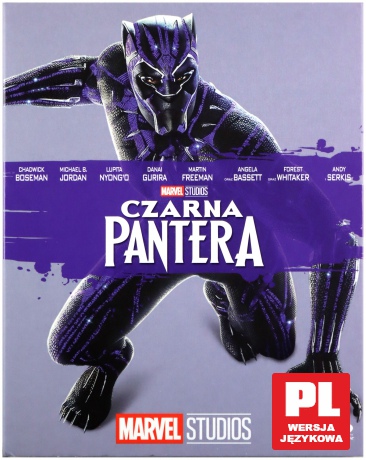 CHADWICK BOSEMAN
MICHAEL B. JORDAN
LUPITA NYONG'O
DANAI GURIRA
MARTIN FREEMAN
ANGELA BASSETT
FOREST WHITAKER
ANDY SERKIS
MARVEL STUDIOS
CZARNA
PANTERA
MARVEL STUDIOS
PL
WERSJA
JĘZYKOWA